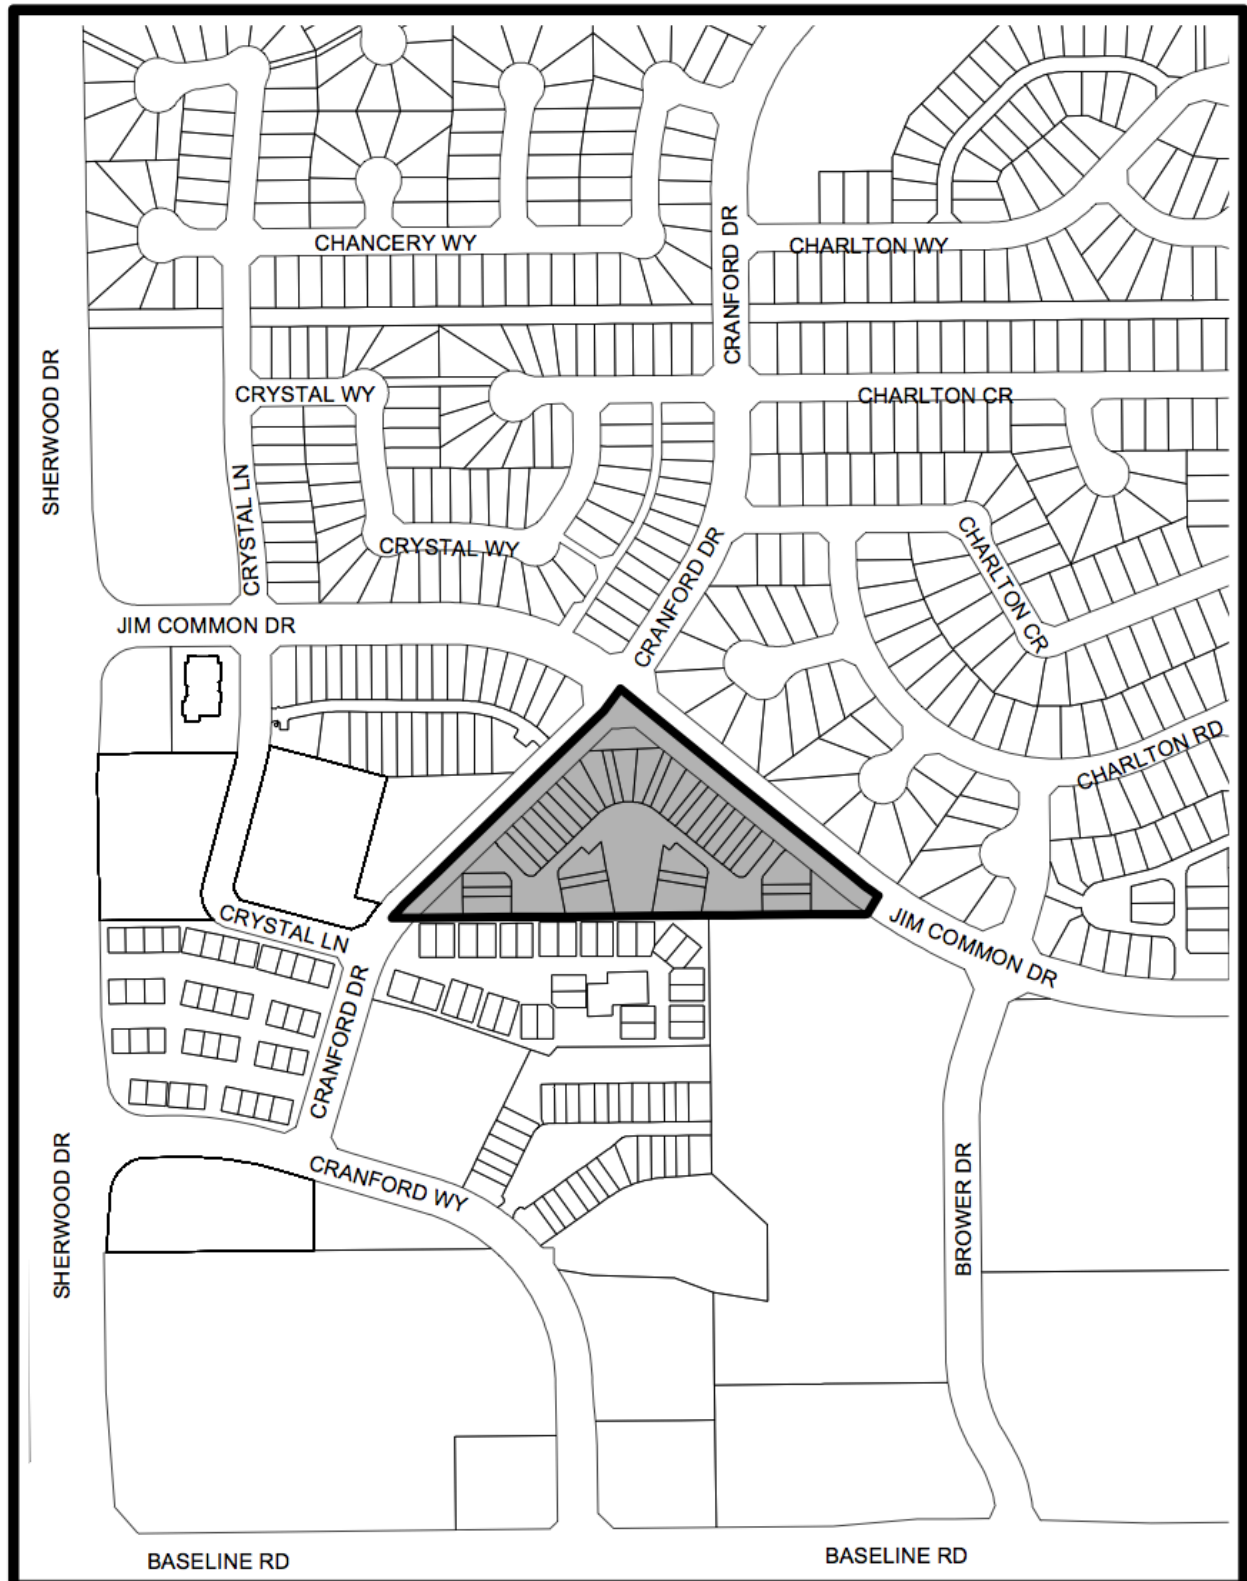 CHANCERY WY
CRANFORD DR
CHARLTON WY
SHERWOOD DR
CRYSTAL WY
CHARLTON CR
CRYSTAL LN
CRYSTAL WY
CRANFORD DR
CHARLTON CR
JIM COMMON DR
CHARLTON RD
CRYSTAL LN
JIM COMMON DR
CRANFORD DR
SHERWOOD DR
CRANFORD WY
BROWER DR
BASELINE RD
BASELINE RD